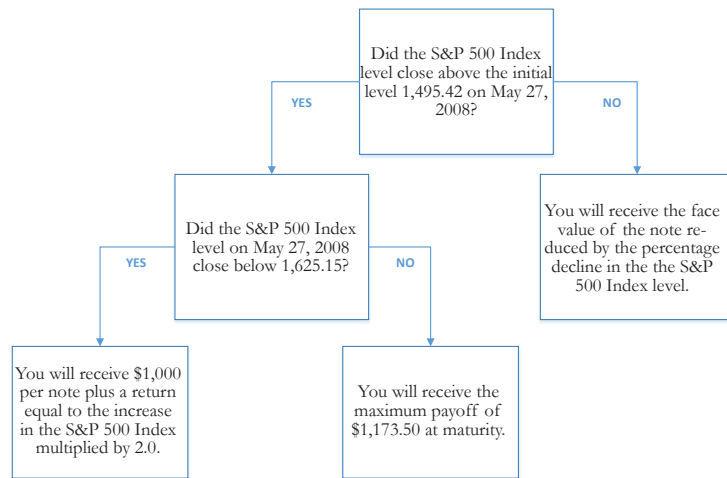 Did the S&P 500 Index
level close above the initial
level 1,495.42 on May 27,
2008?
YES
NO
Did the S&P 500 Index
level on May 27, 2008
close below 1,625.15?
You will receive the face
value of the note re-
duced by the percentage
decline in the the S&P
500 Index level.
YES
NO
You will receive $1,000
per note plus a return
equal to the increase
in the S&P 500 Index
multiplied by 2.0.
You will receive the
maximum payoff of
$1,173.50 at maturity.